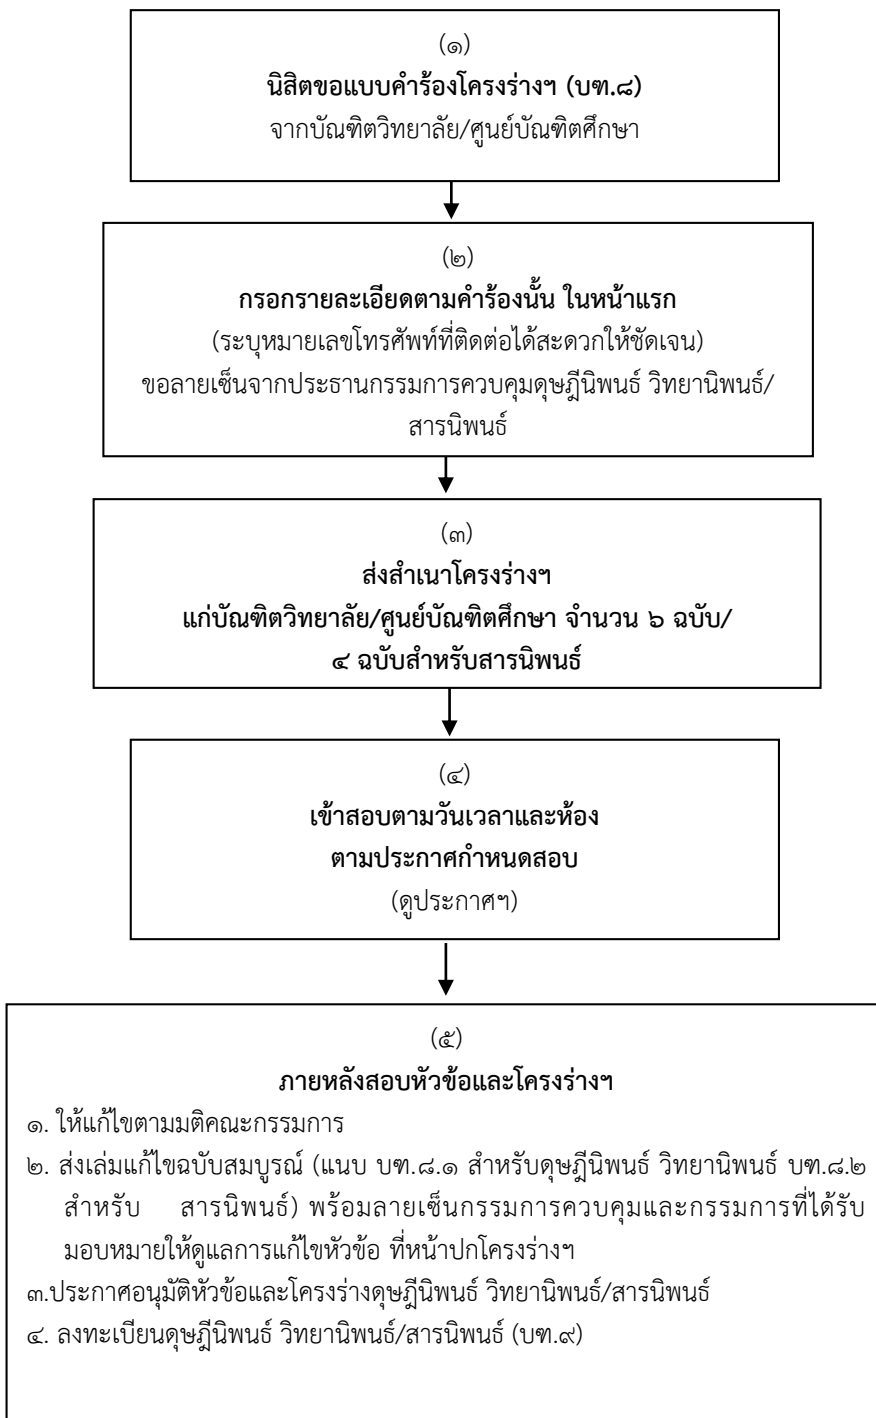 (๑)
นิสิตขอแบบคำร้องโครงร่างฯ (บฑ.๘)
จากบัณฑิตวิทยาลัย/ศูนย์บัณฑิตศึกษา
(๒)
กรอกรายละเอียดตามคำร้องนั้น ในหน้าแรก
(ระบุหมายเลขโทรศัพท์ที่ติดต่อได้สะดวกให้ชัดเจน)
ขอลายเซ็นจากประธานกรรมการควบคุมดุษฎีนิพนธ์ วิทยานิพนธ์/
สารนิพนธ์
(๓)
ส่งสำเนาโครงร่างฯ
แก่บัณฑิตวิทยาลัย/ศูนย์บัณฑิตศึกษา จำนวน ๖ ฉบับ/
๔ ฉบับสำหรับสารนิพนธ์
(๔)
เข้าสอบตามวันเวลาและห้อง
ตามประกาศกำหนดสอบ
(ดูประกาศฯ)
(๕)
ภายหลังสอบหัวข้อและโครงร่างฯ
๑. ให้แก้ไขตามมติคณะกรรมการ
๒. ส่งเล่มแก้ไขฉบับสมบูรณ์ (แนบ บฑ.๘.๑ สำหรับดุษฎีนิพนธ์ วิทยานิพนธ์ บฑ.๘.๒
สำหรับ สารนิพนธ์) พร้อมลายเซ็นกรรมการควบคุมและกรรมการที่ได้รับ
มอบหมายให้ดูแลการแก้ไขหัวข้อ ที่หน้าปกโครงร่างฯ
๓.ประกาศอนุมัติหัวข้อและโครงร่างดุษฎีนิพนธ์ วิทยานิพนธ์/สารนิพนธ์
๔. ลงทะเบียนดุษฎีนิพนธ์ วิทยานิพนธ์/สารนิพนธ์ (บฑ.๙)